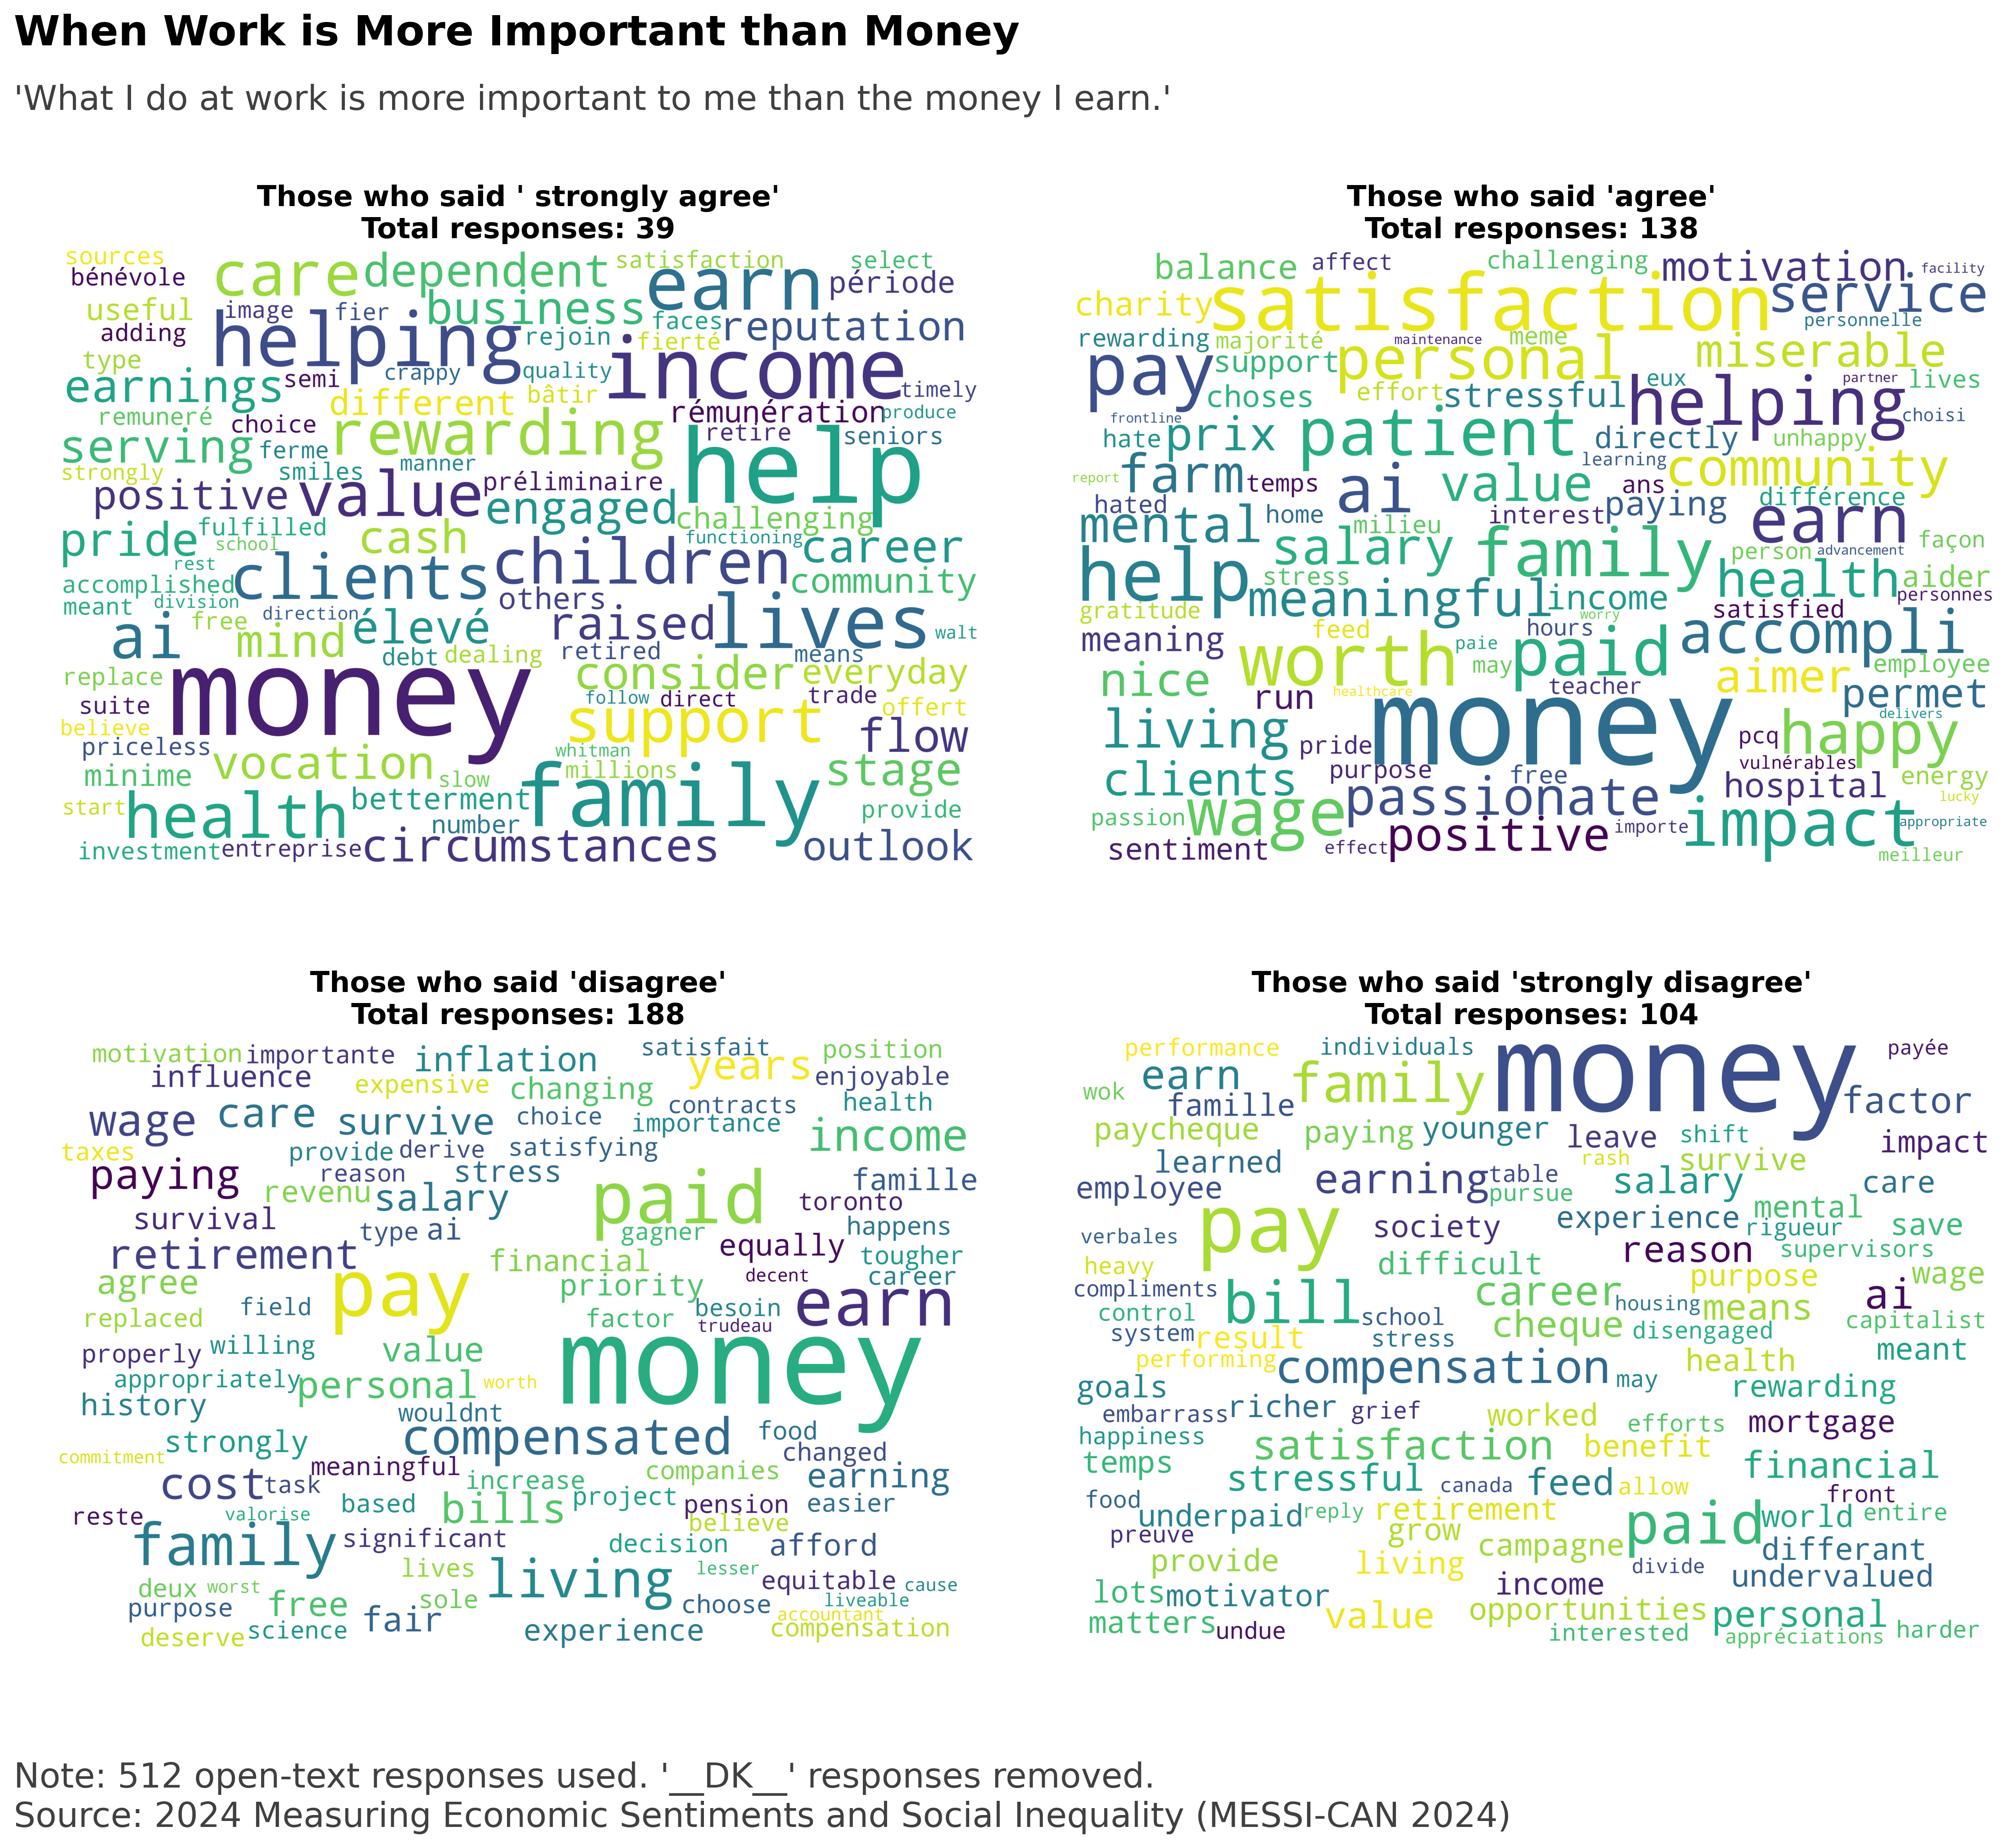 When Work is More Important than Money
'What I do at work is more important to me than the money I earn.'
Those who said ' strongly agree'
Total responses: 39
sources
care
dependent
satisfaction
earn
select
bénévole
période
useful
image
fier
business
faces
reputation
adding
helping
rejoin
fierté
type
income
earnings
semi
crappy
quality
timely
different
bâtir
remuneré
choice
rewarding
rémunération
produce
serving
ferme
retire
seniors
strongly
smiles
manner
help
positive
value
préliminaire
engaged
challenging
pride
fulfilled
school
cash
functioning
career
rest
clients
children
accomplished
community
meant
division
direction
others
ai
free
mind
élevé
raised
lives
walt
debt
dealing
retired
means
replace
money
consider
everyday
suite
follow
direct
trade
believe
support
offert
priceless
flow
vocation
whitman
minime
slow
millions
stage
start
health
betterment
family
provide
number
investment
entreprise
circumstances
outlook
Those who said 'agree'
Total responses: 138
balance
affect
challenging
motivation
facility
charity
satisfaction
service
personnelle
rewarding
majorité
maintenance
meme
pay
support
personal
miserable
choses
effort
stressful
eux
helping
partner
lives
frontline
choisi
hate
prix
patient
directly
unhappy
learning
report
farm
temps
ai
value
community
hated
ans
différence
mental
home
milieu
interest
paying
earn
help
salary
family
person
advancement
façon
stress
health
aider
gratitude
meaningful
income
personnes
worry
satisfied
meaning
feed
hours
accompli
nice
worth
paie
may
paid
employee
run
healthcare
teacher
aimer
permet
living
money
delivers
pride
pcq
happy
vulnérables
clients
purpose
free
hospital
energy
passion
wage
passionate
lucky
sentiment
effect
positive
importe
impact
appropriate
meilleur
Those who said 'disagree'
Total responses: 188
motivation
importante
inflation
satisfait
years
position
influence
expensive
changing
enjoyable
wage
care
survive
choice
contracts
health
importance
taxes
provide
derive
satisfying
income
paying
reason
stress
paid
famille
revenu
salary
toronto
survival
type
ai
gagner
happens
retirement
financial
equally
tougher
agree
pay
priority
decent
career
replaced
field
factor
besoin
earn
trudeau
properly
willing
value
money
appropriately
personal
worth
history
wouldnt
strongly
compensated
food
commitment
changed
cost
task
meaningful
increase
companies
earning
reste
based
bills
project
pension
easier
valorise
believe
family
significant
decision
afford
deux
worst
lives
living
lesser
equitable
cause
purpose
free
sole
choose
liveable
deserve
science
fair
experience
accountant
compensation
Those who said 'strongly disagree'
Total responses: 104
performance
individuals
money
payée
wok
earn
family
famille
factor
paycheque
paying
younger
leave
shift
impact
learned
rash
survive
employee
earning
table
pursue
salary
care
pay
society
experience
mental
rigueur
save
verbales
reason
supervisors
heavy
difficult
purpose
wage
compliments
bill
career
housing
means
ai
control
school
cheque
capitalist
system
result
stress
disengaged
performing
compensation
health
meant
goals
may
rewarding
embarrass
richer
grief
worked
efforts
mortgage
happiness
satisfaction
benefit
temps
stressful
canada
feed
allow
financial
food
underpaid
reply
retirement
front
preuve
grow
paid
world
entire
provide
living
campagne
differant
divide
lots
motivator
income
undervalued
matters
undue
value
opportunities
personal
interested
appréciations
harder
Note: 512 open-text responses used. '__DK__' responses removed.
Source: 2024 Measuring Economic Sentiments and Social Inequality (MESSI-CAN 2024)